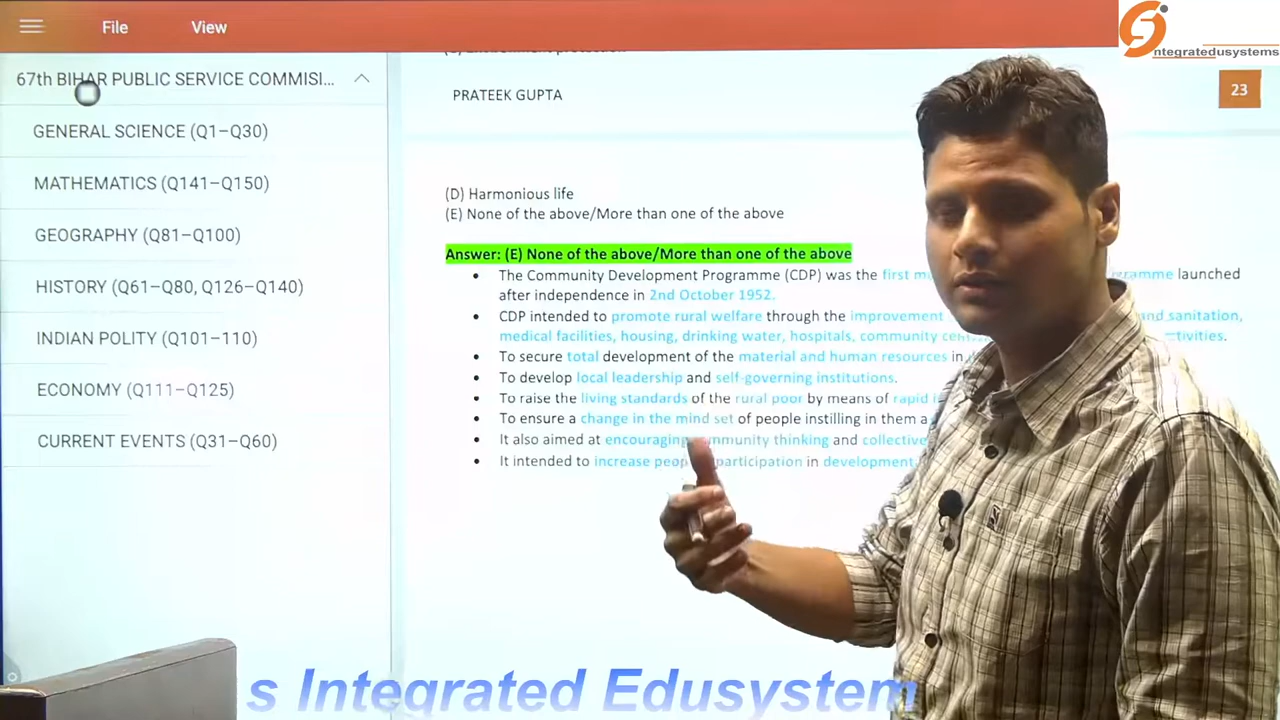 File View
ntegratedusystems
67th BIHAR PUBLIC SERVICE COMMISI...
PRATEEK GUPTA
23
GENERAL SCIENCE (Q1–Q30)
MATHEMATICS (Q141–Q150)
GEOGRAPHY (Q81–Q100)
HISTORY (Q61–Q80, Q126–Q140)
INDIAN POLITY (Q101–110)
ECONOMY (Q111–Q125)
CURRENT EVENTS (Q31–Q60)
(D) Harmonious life
(E) None of the above/More than one of the above
Answer: (E) None of the above/More than one of the above
• The Community Development Programme (CDP) was the first launched
after independence in 2nd October 1952.
• CDP intended to promote rural welfare through the improvement and sanitation,
medical facilities, housing, drinking water, hospitals, community
• To secure total development of the material and human resources in
• To develop local leadership and self-governing institutions.
• To raise the living standards of the rural poor by means of rapid
• To ensure a change in the mind set of people instilling in them a
• It also aimed at encouraging community thinking and collective
• It intended to increase participation in development
s Integrated Edusystem